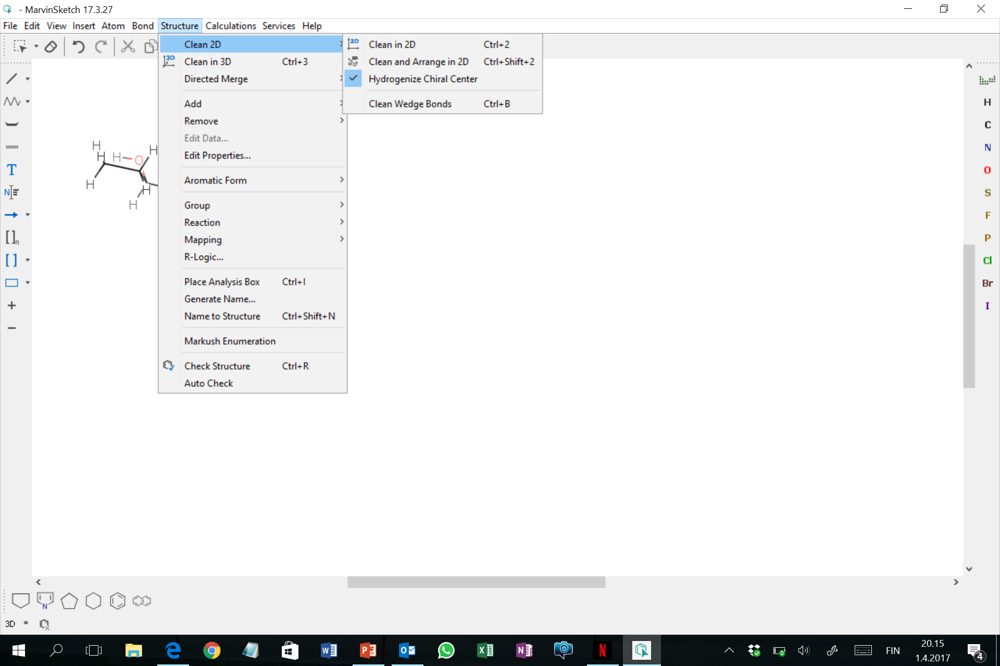 - MarvinSketch 17.3.27
File Edit View Insert Atom Bond Structure Calculations Services Help
Clean 2D
3D Clean in 3D Ctrl+3
Directed Merge
Add
Remove
Edit Data...
Edit Properties...
Aromatic Form
Group
Reaction
Mapping
R-Logic...
Place Analysis Box Ctrl+I
Generate Name...
Name to Structure Ctrl+Shift+N
Markush Enumeration
Check Structure Ctrl+R
Auto Check
2D Clean in 2D Ctrl+2
2D Clean and Arrange in 2D Ctrl+Shift+2
Hydrogenize Chiral Center
Clean Wedge Bonds Ctrl+B
T
N
[ ]n
[ ]
+
−
H
H H O H
H
H
H
H
C
N
O
S
F
P
Cl
Br
I
N
3D *
W P O X N N FIN 20.15
1.4.2017
4